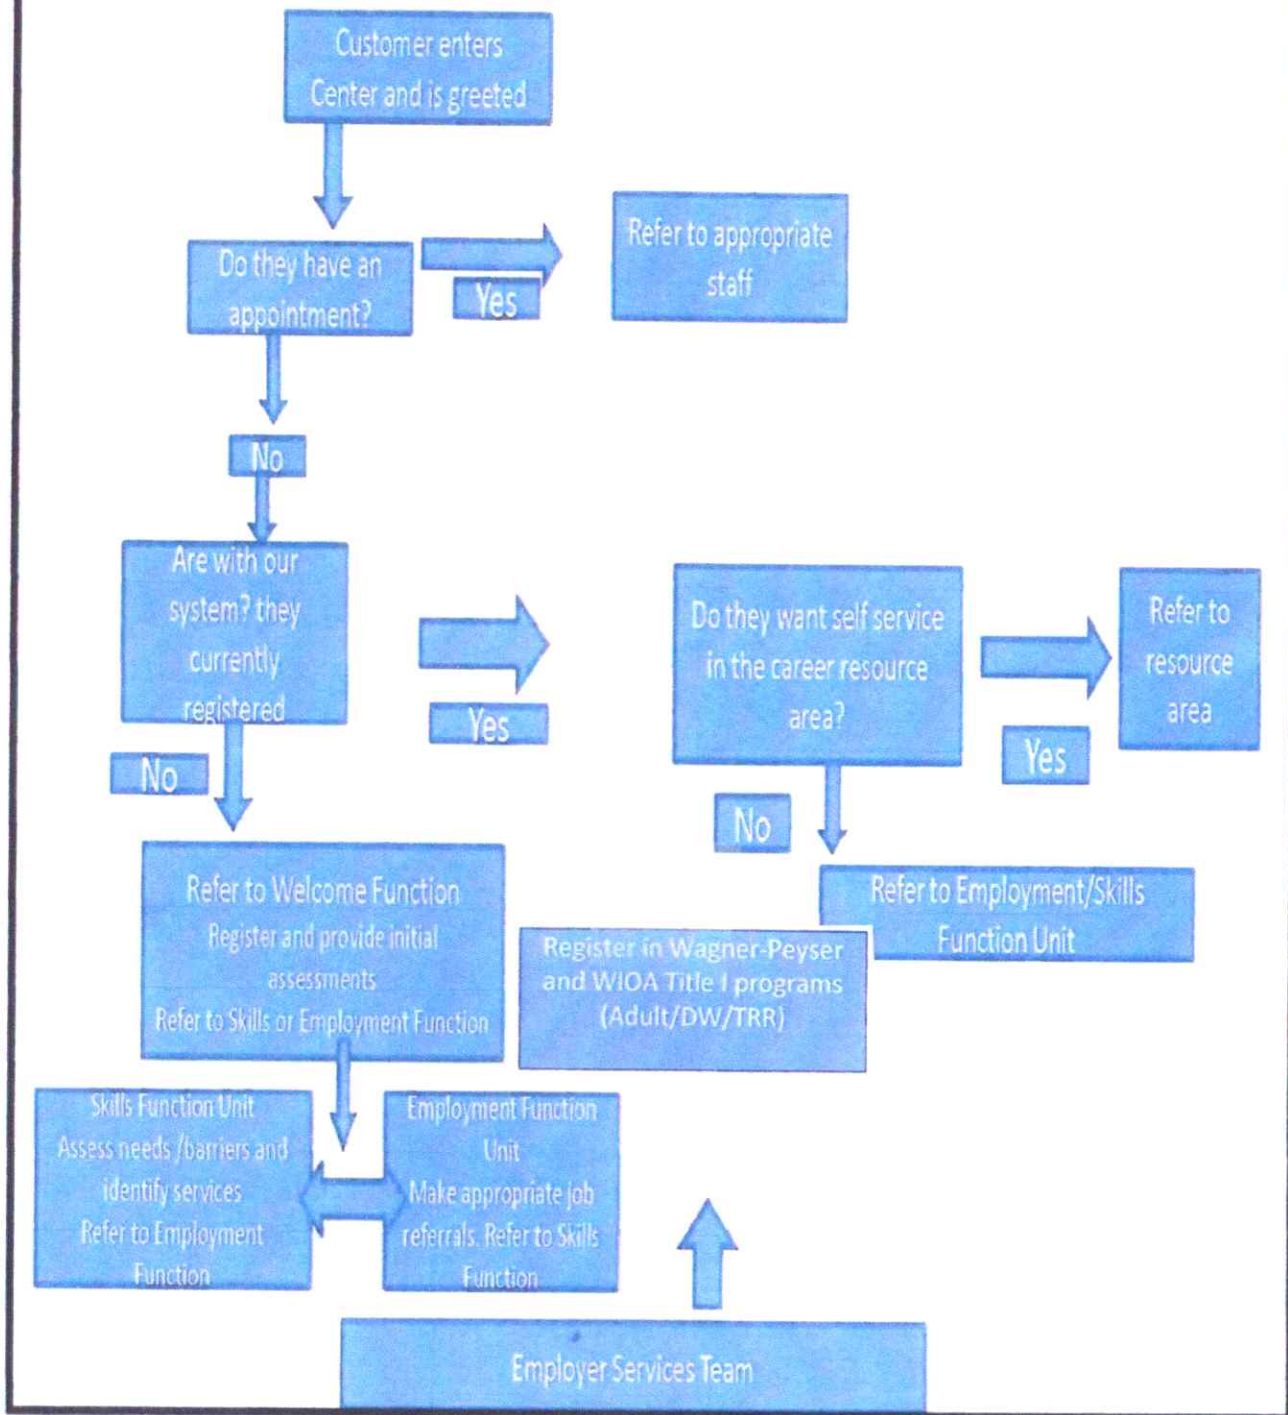 Customer enters
Center and is greeted
Do they have an
appointment?
Yes
Refer to appropriate
staff
No
Are with our
system? they
currently
registered
Yes
Do they want self service
in the career resource
area?
Yes
Refer to
resource
area
No
No
Refer to Welcome Function
Register and provide initial
assessments
Refer to Skills or Employment Function
Refer to Employment/Skills
Function Unit
Register in Wagner-Peyser
and WIOA Title I programs
(Adult/DW/TRR)
Skills Function Unit
Assess needs /barriers and
identify services
Refer to Employment
Function
Employment Function
Unit
Make appropriate job
referrals. Refer to Skills
Function
Employer Services Team